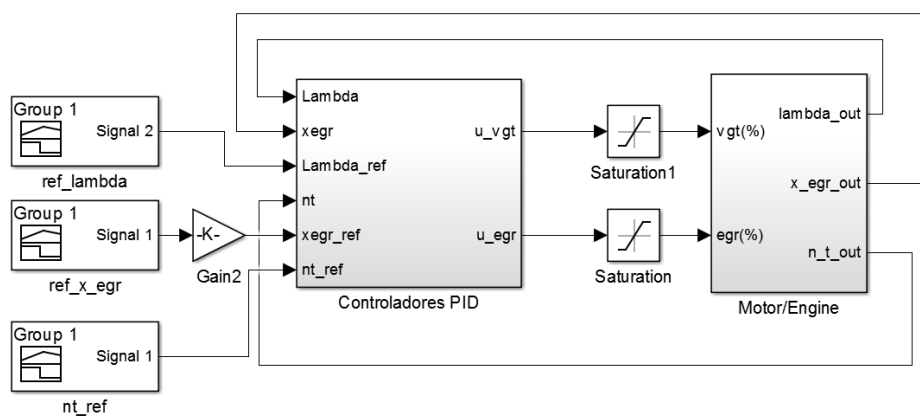 Group 1
Signal 2
ref_lambda
Group 1
Signal 1
ref_x_egr
-K-
Gain2
Group 1
Signal 1
nt_ref
Lambda
xegr
Lambda_ref
nt
xegr_ref
nt_ref
u_vgt
u_egr
Controladores PID
Saturation1
Saturation
vgt(%)
egr(%)
lambda_out
x_egr_out
n_t_out
Motor/Engine